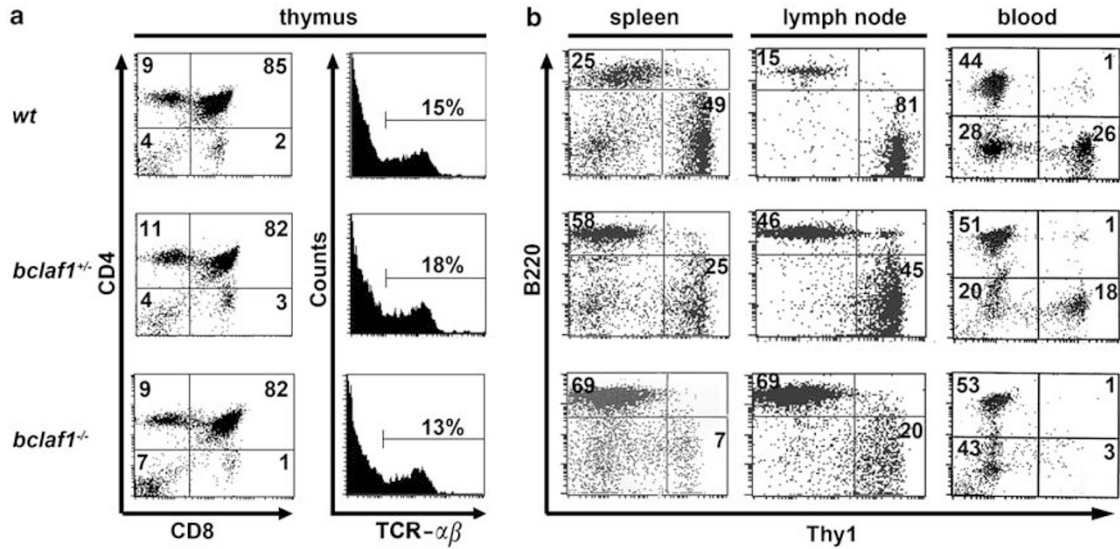 a
thymus
b
spleen
lymph node
blood
wt
9 85
4 2
15%
25
49
15
81
44 1
28 26
bclaf1+/-
11 82
4 3
18%
58
25
46
45
51 1
20 18
bclaf1-/-
9 82
7 1
13%
69
7
69
20
53 1
43 3
CD4
Counts
B220
CD8
TCR-αβ
Thy1